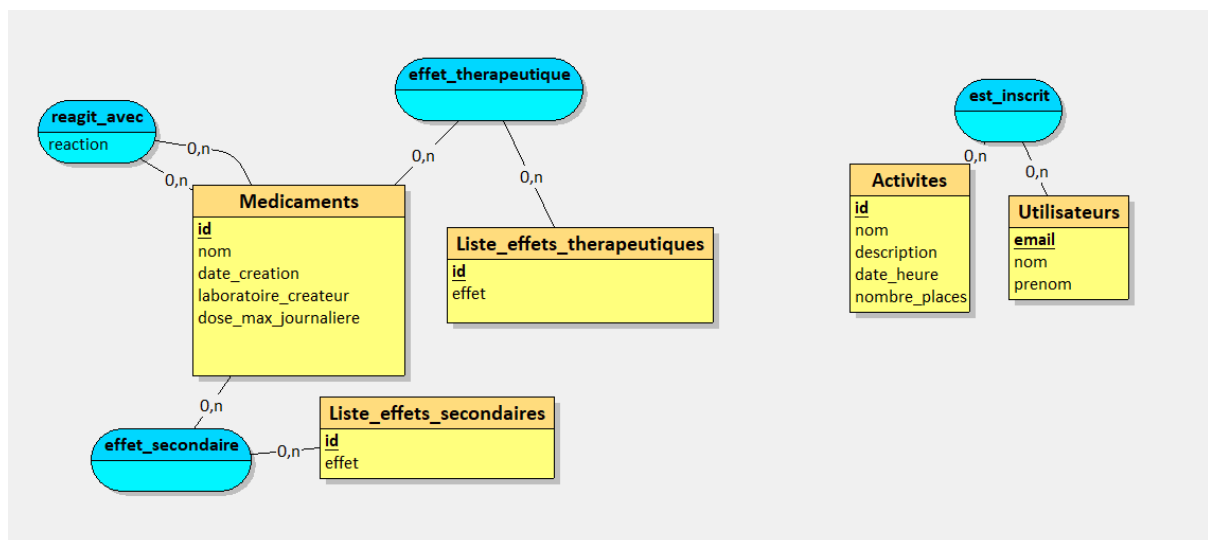 effet_therapeutique
reagit_avec
reaction
0,n
0,n
0,n
0,n
Medicaments
id
nom
date_creation
laboratoire_createur
dose_max_journaliere
Liste_effets_therapeutiques
id
effet
0,n
effet_secondaire
0,n
Liste_effets_secondaires
id
effet
est_inscrit
0,n
0,n
Activites
id
nom
description
date_heure
nombre_places
Utilisateurs
email
nom
prenom